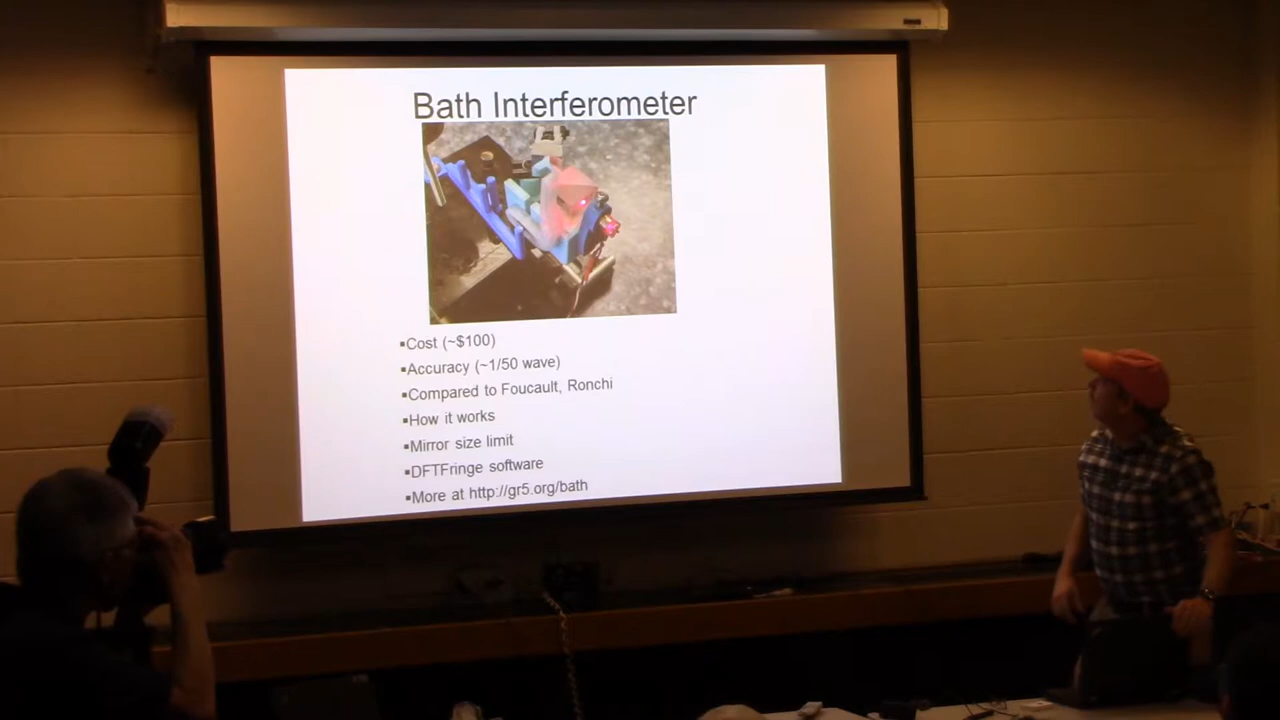 Bath Interferometer
▪Cost (~$100)
▪Accuracy (~1/50 wave)
▪Compared to Foucault, Ronchi
▪How it works
▪Mirror size limit
▪DFTFringe software
▪More at http://gr5.org/bath